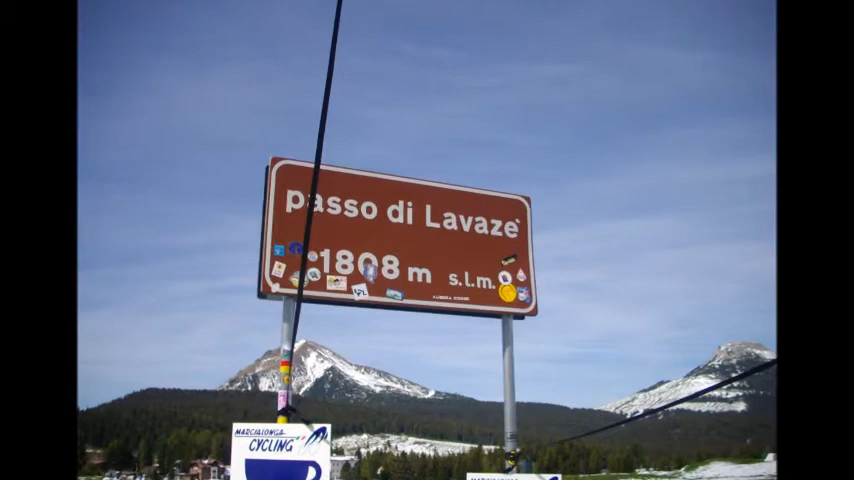 passo di Lavazè
1808 m s.l.m.
MARCIALONGA
CYCLING